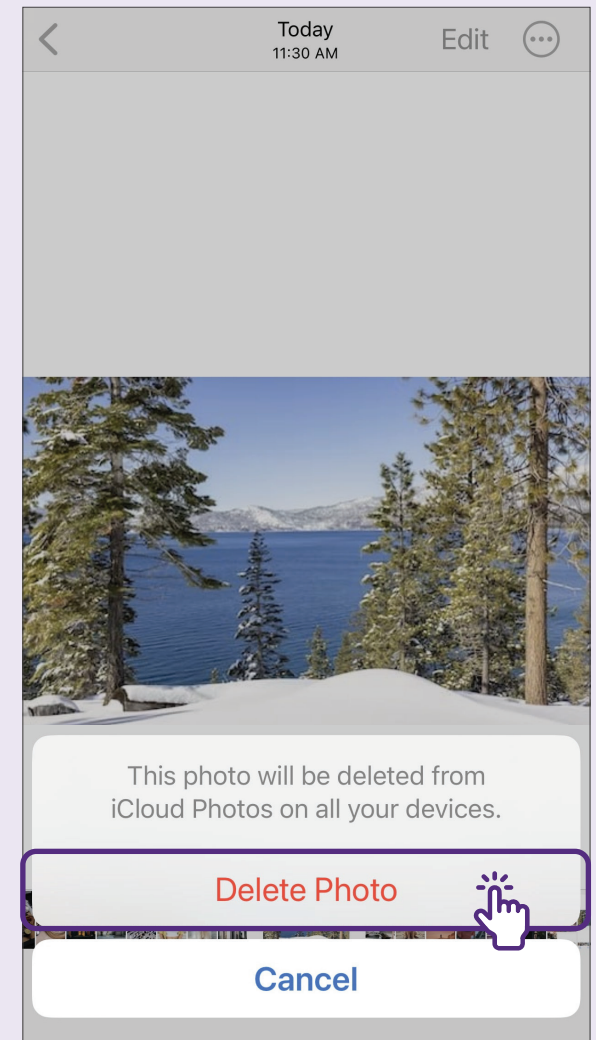 Today
11:30 AM
Edit
This photo will be deleted from
iCloud Photos on all your devices.
Delete Photo
Cancel